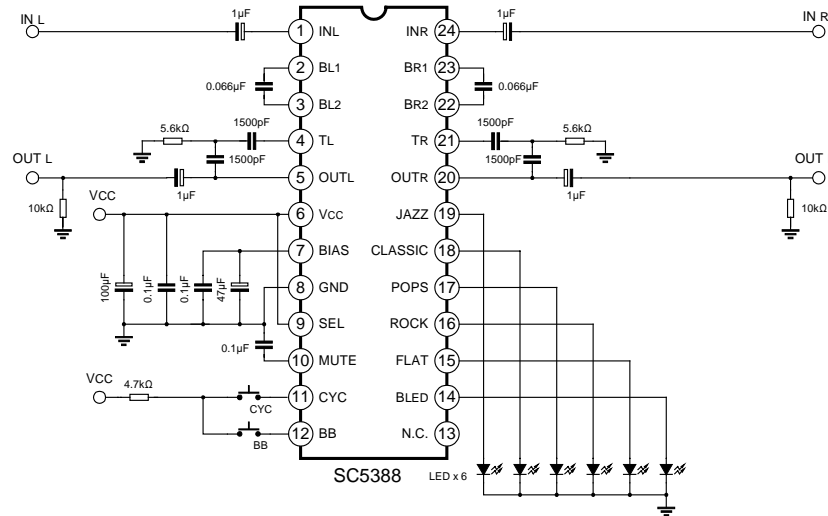 IN L
1µF
1µF
IN R
1 INL
INR 24
2 BL1
BR1 23
0.066µF
0.066µF
3 BL2
BR2 22
5.6kΩ
1500pF
1500pF
5.6kΩ
4 TL
TR 21
1500pF
1500pF
OUT L
OUT
5 OUTL
OUTR 20
1µF
1µF
10kΩ
10kΩ
VCC
6 VCC
JAZZ 19
7 BIAS
CLASSIC 18
100µF
0.1µF
0.1µF
47µF
8 GND
POPS 17
9 SEL
ROCK 16
0.1µF
10 MUTE
FLAT 15
VCC
4.7kΩ
11 CYC
BLED 14
CYC
12 BB
N.C. 13
BB
SC5388
LED x 6